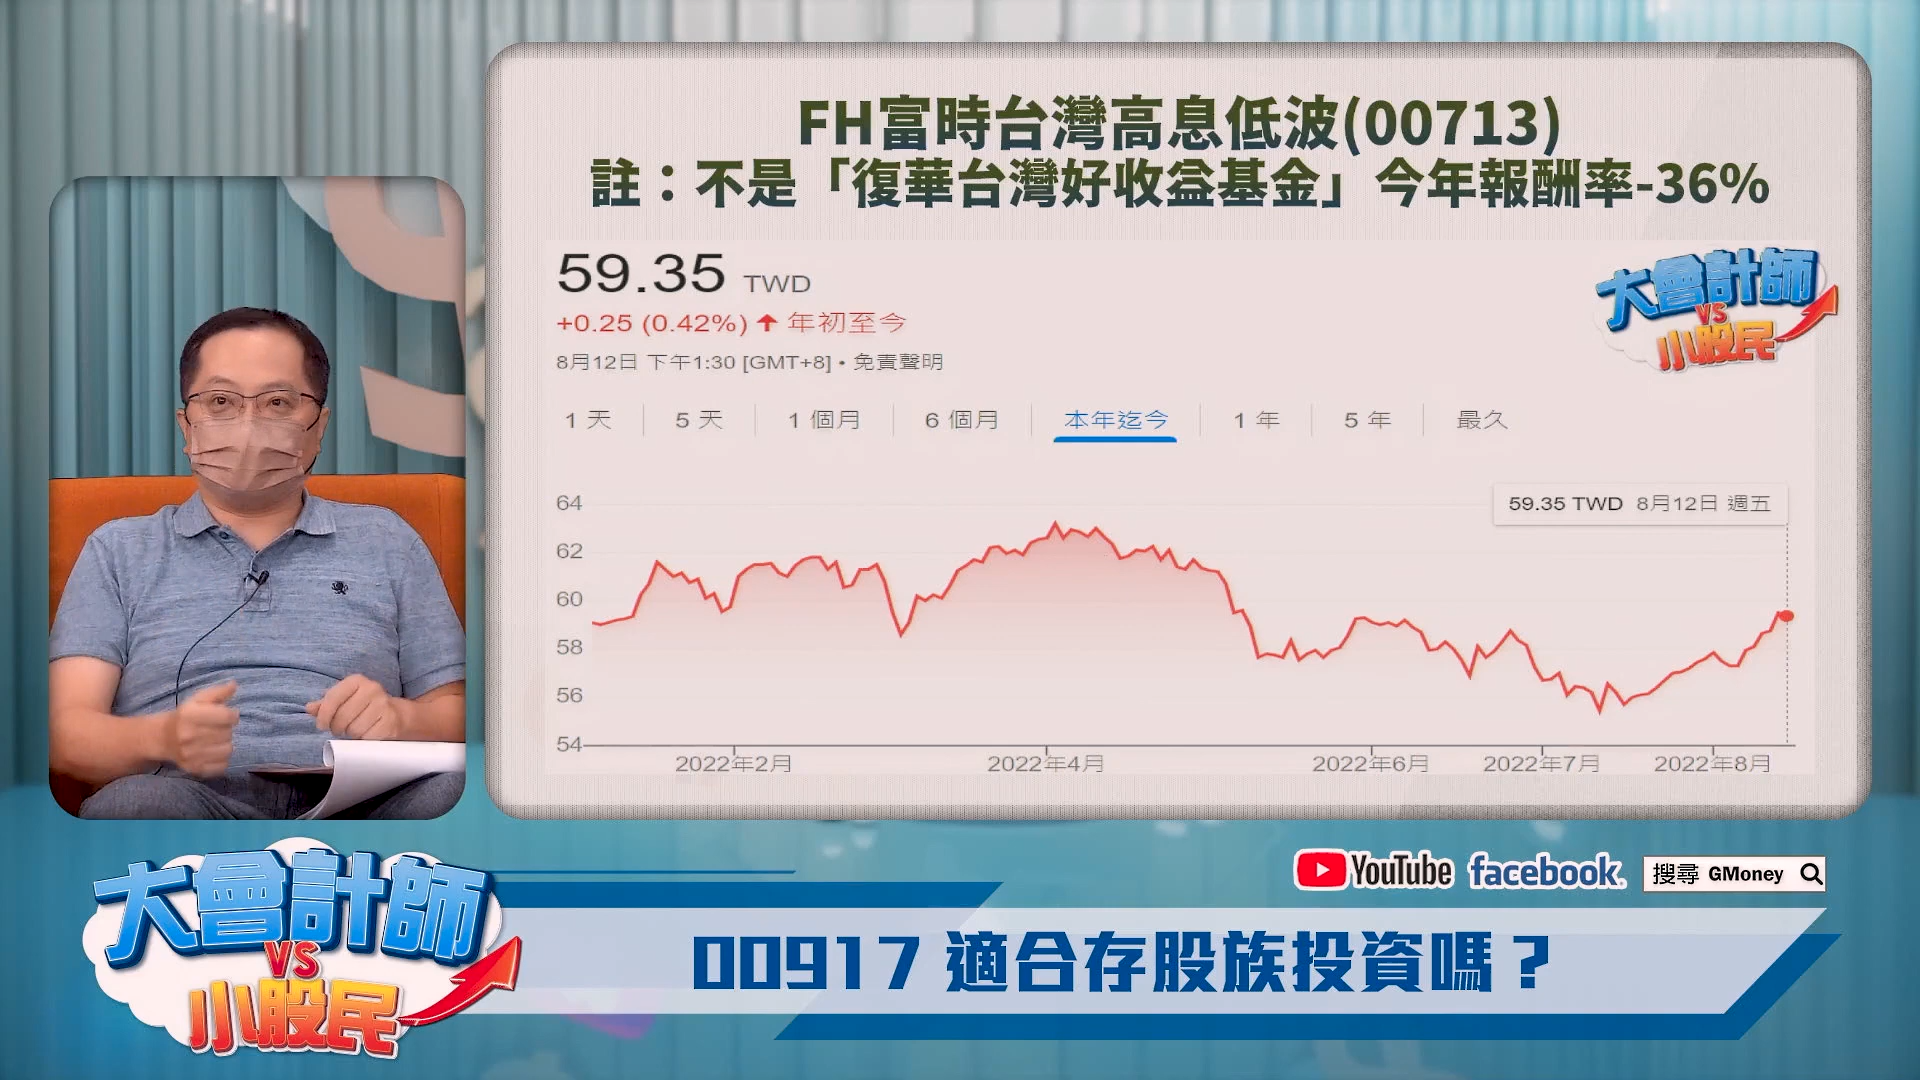 FH富時台灣高息低波(00713)
註：不是「復華台灣好收益基金」今年報酬率-36%
59.35 TWD
+0.25 (0.42%) 年初至今
8月12日 下午1:30 [GMT+8] • 免責聲明
大會計師
VS
小股民
1 天 5 天 1 個月 6 個月 本年迄今 1 年 5 年 最久
59.35 TWD 8月12日 週五
64
62
60
58
56
54
2022年2月 2022年4月 2022年6月 2022年7月 2022年8月
YouTube facebook. 搜尋 GMoney
大會計師
VS
小股民
00917 適合存股族投資嗎？